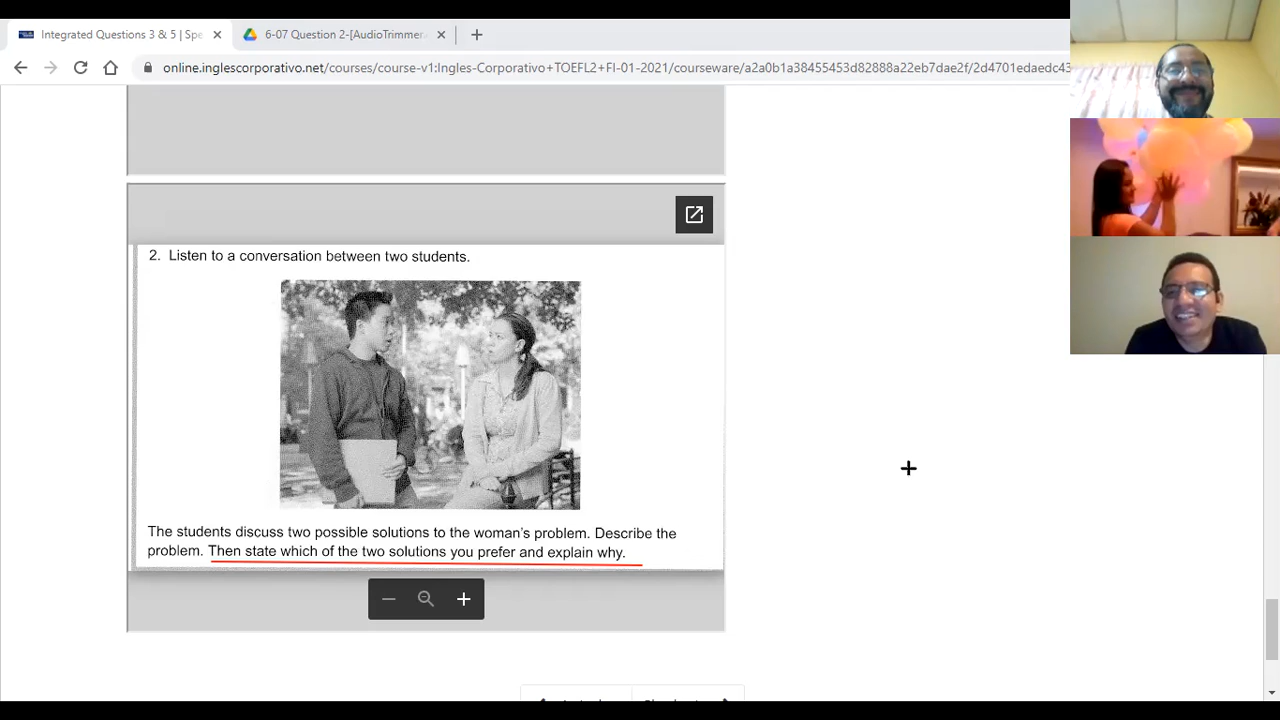 Integrated Questions 3 & 5 | Spe
6-07 Question 2-[AudioTrimmer.
online.inglescorporativo.net/courses/course-v1:Ingles-Corporativo+TOEFL2+FI-01-2021/courseware/a2a0b1a38455453d82888a22eb7dae2f/2d4701edaedc43
2. Listen to a conversation between two students.
The students discuss two possible solutions to the woman's problem. Describe the
problem. Then state which of the two solutions you prefer and explain why.